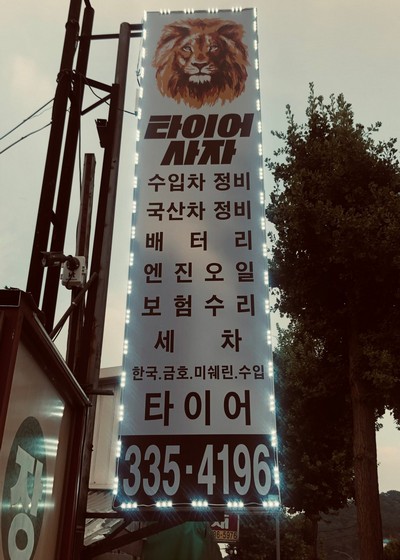 타이어
사자
수입차 정비
국산차 정비
배 터 리
엔 진 오 일
보 험 수 리
세 차
한국.금호.미쉐린.수입
타 이 어
335·4196
정